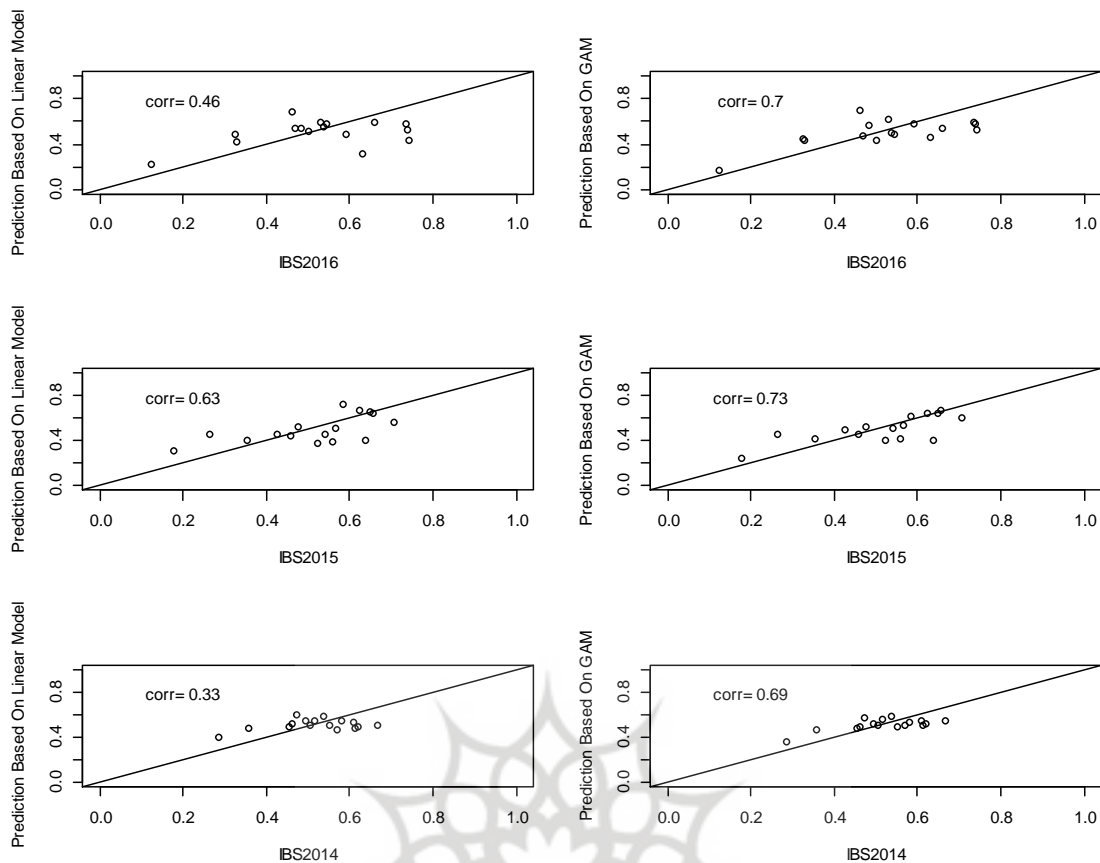 Prediction Based On Linear Model
0.0 0.4 0.8
corr= 0.46
0.0 0.2 0.4 0.6 0.8 1.0
IBS2016
Prediction Based On GAM
0.0 0.4 0.8
corr= 0.7
0.0 0.2 0.4 0.6 0.8 1.0
IBS2016
Prediction Based On Linear Model
0.0 0.4 0.8
corr= 0.63
0.0 0.2 0.4 0.6 0.8 1.0
IBS2015
Prediction Based On GAM
0.0 0.4 0.8
corr= 0.73
0.0 0.2 0.4 0.6 0.8 1.0
IBS2015
Prediction Based On Linear Model
0.0 0.4 0.8
corr= 0.33
0.0 0.2 0.4 0.6 0.8 1.0
IBS2014
Prediction Based On GAM
0.0 0.4 0.8
corr= 0.69
0.0 0.2 0.4 0.6 0.8 1.0
IBS2014